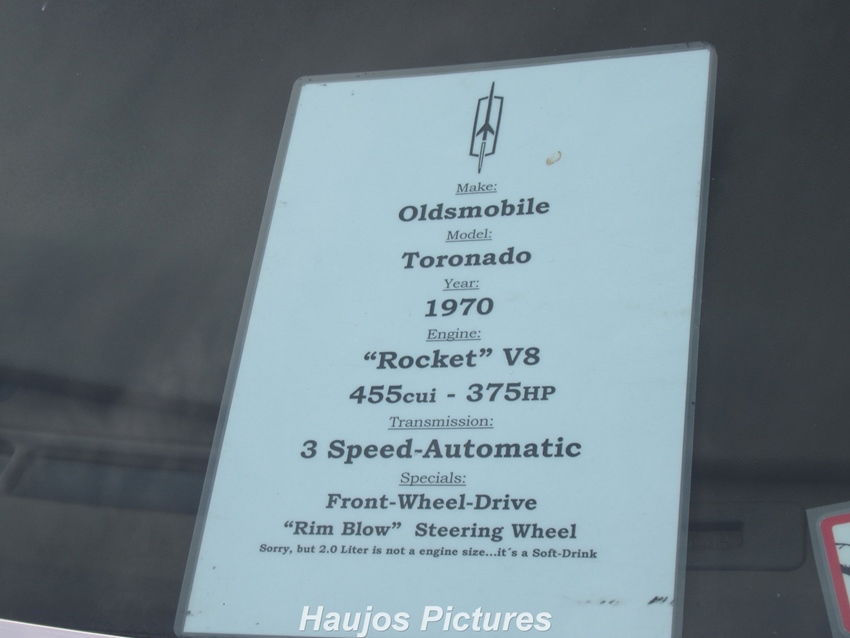 Make:
Oldsmobile
Model:
Toronado
Year:
1970
Engine:
“Rocket” V8
455cui - 375HP
Transmission:
3 Speed-Automatic
Specials:
Front-Wheel-Drive
“Rim Blow” Steering Wheel
Sorry, but 2.0 Liter is not a engine size...it´s a Soft-Drink
Haujos Pictures